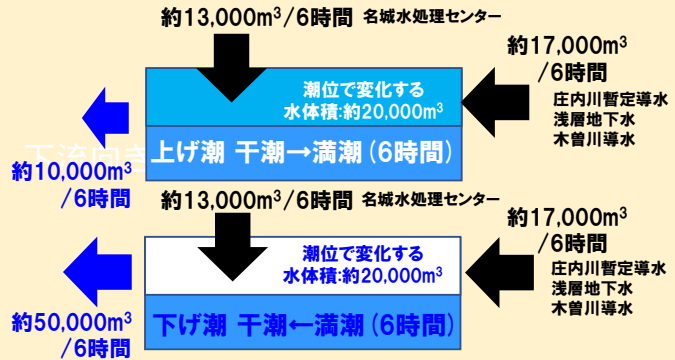 約13,000m³/6時間 名城水処理センター
約17,000m³
/6時間
庄内川暫定導水
浅層地下水
木曽川導水
潮位で変化する
水体積:約20,000m³
下流向き
上げ潮 干潮→満潮(6時間)
約10,000m³
/6時間
約13,000m³/6時間 名城水処理センター
約17,000m³
/6時間
庄内川暫定導水
浅層地下水
木曽川導水
潮位で変化する
水体積:約20,000m³
下げ潮 干潮←満潮(6時間)
約50,000m³
/6時間